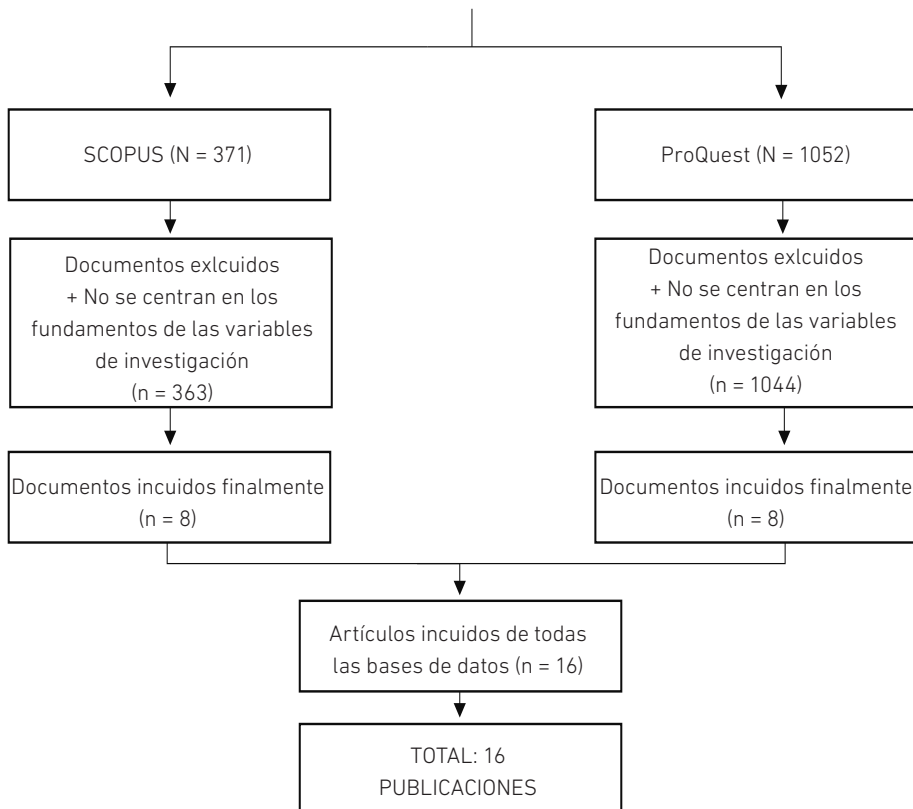 SCOPUS (N = 371)
ProQuest (N = 1052)
Documentos exlcuidos
+ No se centran en los
fundamentos de las variables
de investigación
(n = 363)
Documentos exlcuidos
+ No se centran en los
fundamentos de las variables
de investigación
(n = 1044)
Documentos incuidos finalmente
(n = 8)
Documentos incuidos finalmente
(n = 8)
Artículos incuidos de todas
las bases de datos (n = 16)
TOTAL: 16
PUBLICACIONES